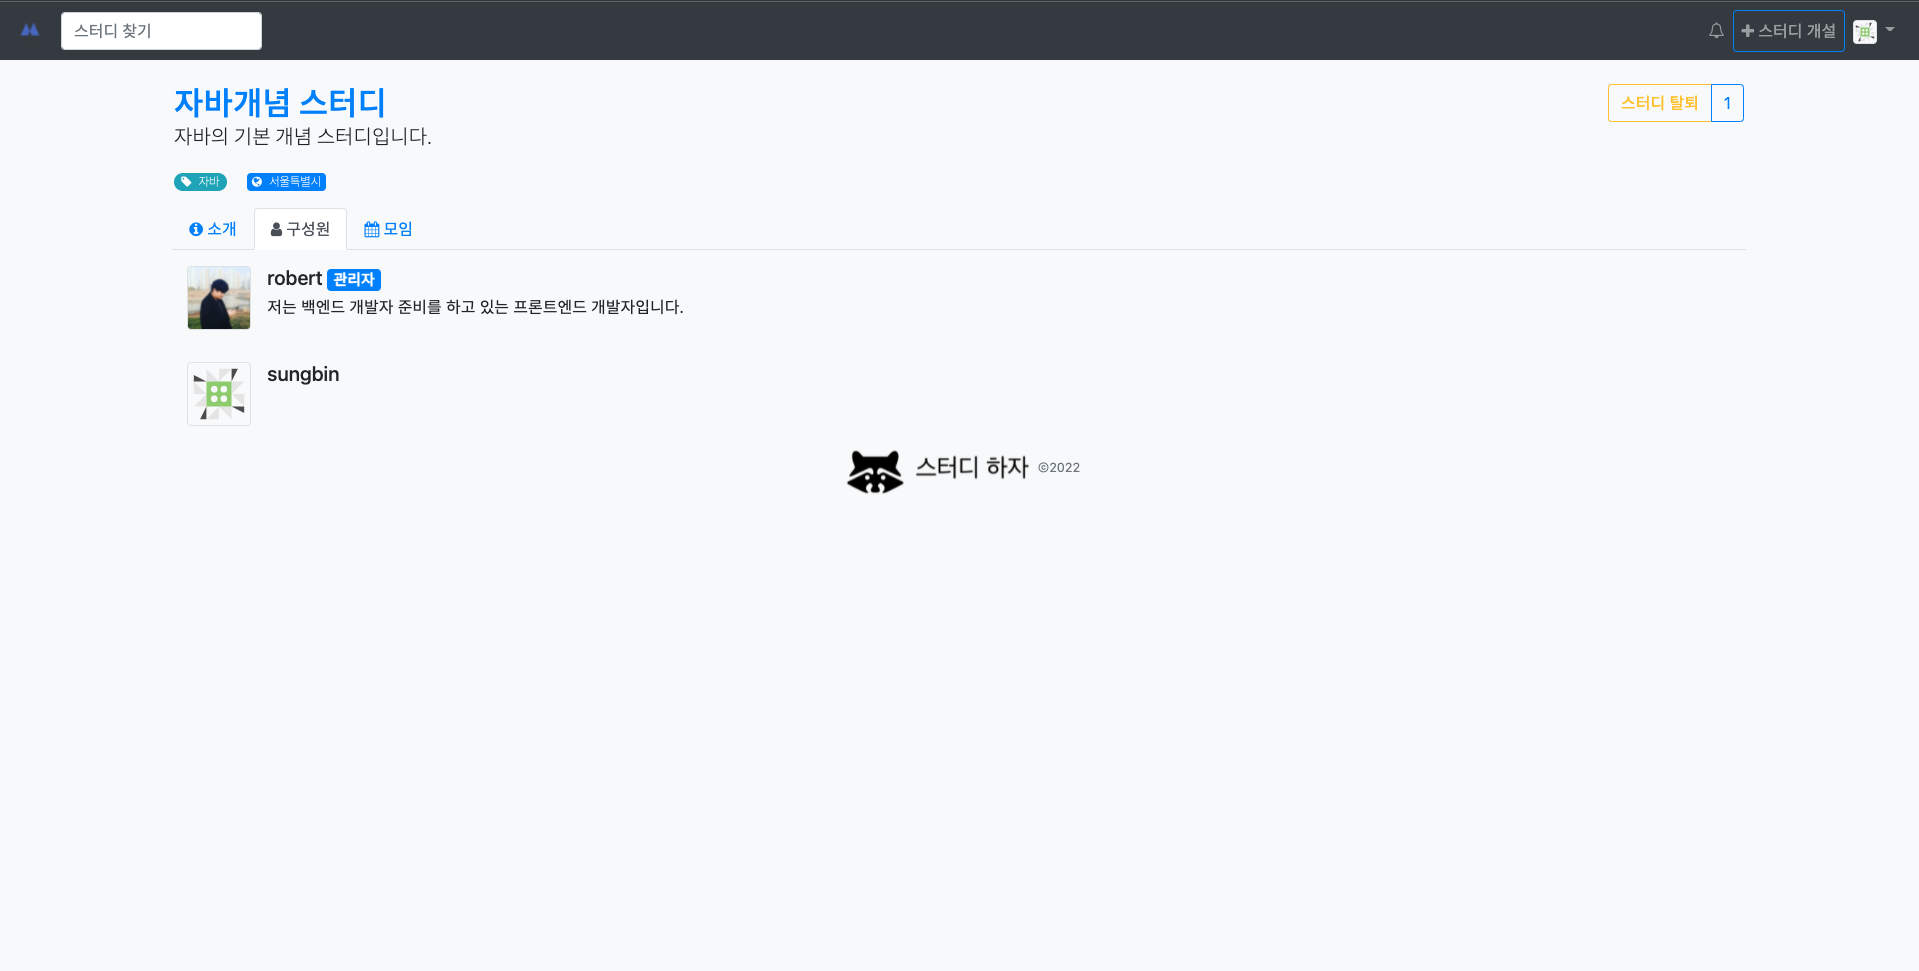 스터디 찾기
스터디 개설
자바개념 스터디
스터디 탈퇴 1
자바의 기본 개념 스터디입니다.
자바 서울특별시
소개 구성원 모임
robert 관리자
저는 백엔드 개발자 준비를 하고 있는 프론트엔드 개발자입니다.
sungbin
스터디 하자 ©2022